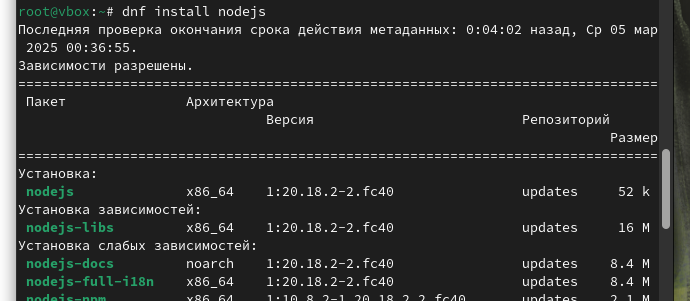 root@vbox:~# dnf install nodejs
Последняя проверка окончания срока действия метаданных: 0:04:02 назад, Ср 05 мар
2025 00:36:55.
Зависимости разрешены.
================================================================================
Пакет Архитектура
Версия Репозиторий
Размер
================================================================================
Установка:
nodejs x86_64 1:20.18.2-2.fc40 updates 52 k
Установка зависимостей:
nodejs-libs x86_64 1:20.18.2-2.fc40 updates 16 M
Установка слабых зависимостей:
nodejs-docs noarch 1:20.18.2-2.fc40 updates 8.4 M
nodejs-full-i18n x86_64 1:20.18.2-2.fc40 updates 8.4 M
nodejs-npm x86_64 1:10.8.2-1.20.18.2.2.fc40 updates 2.1 M